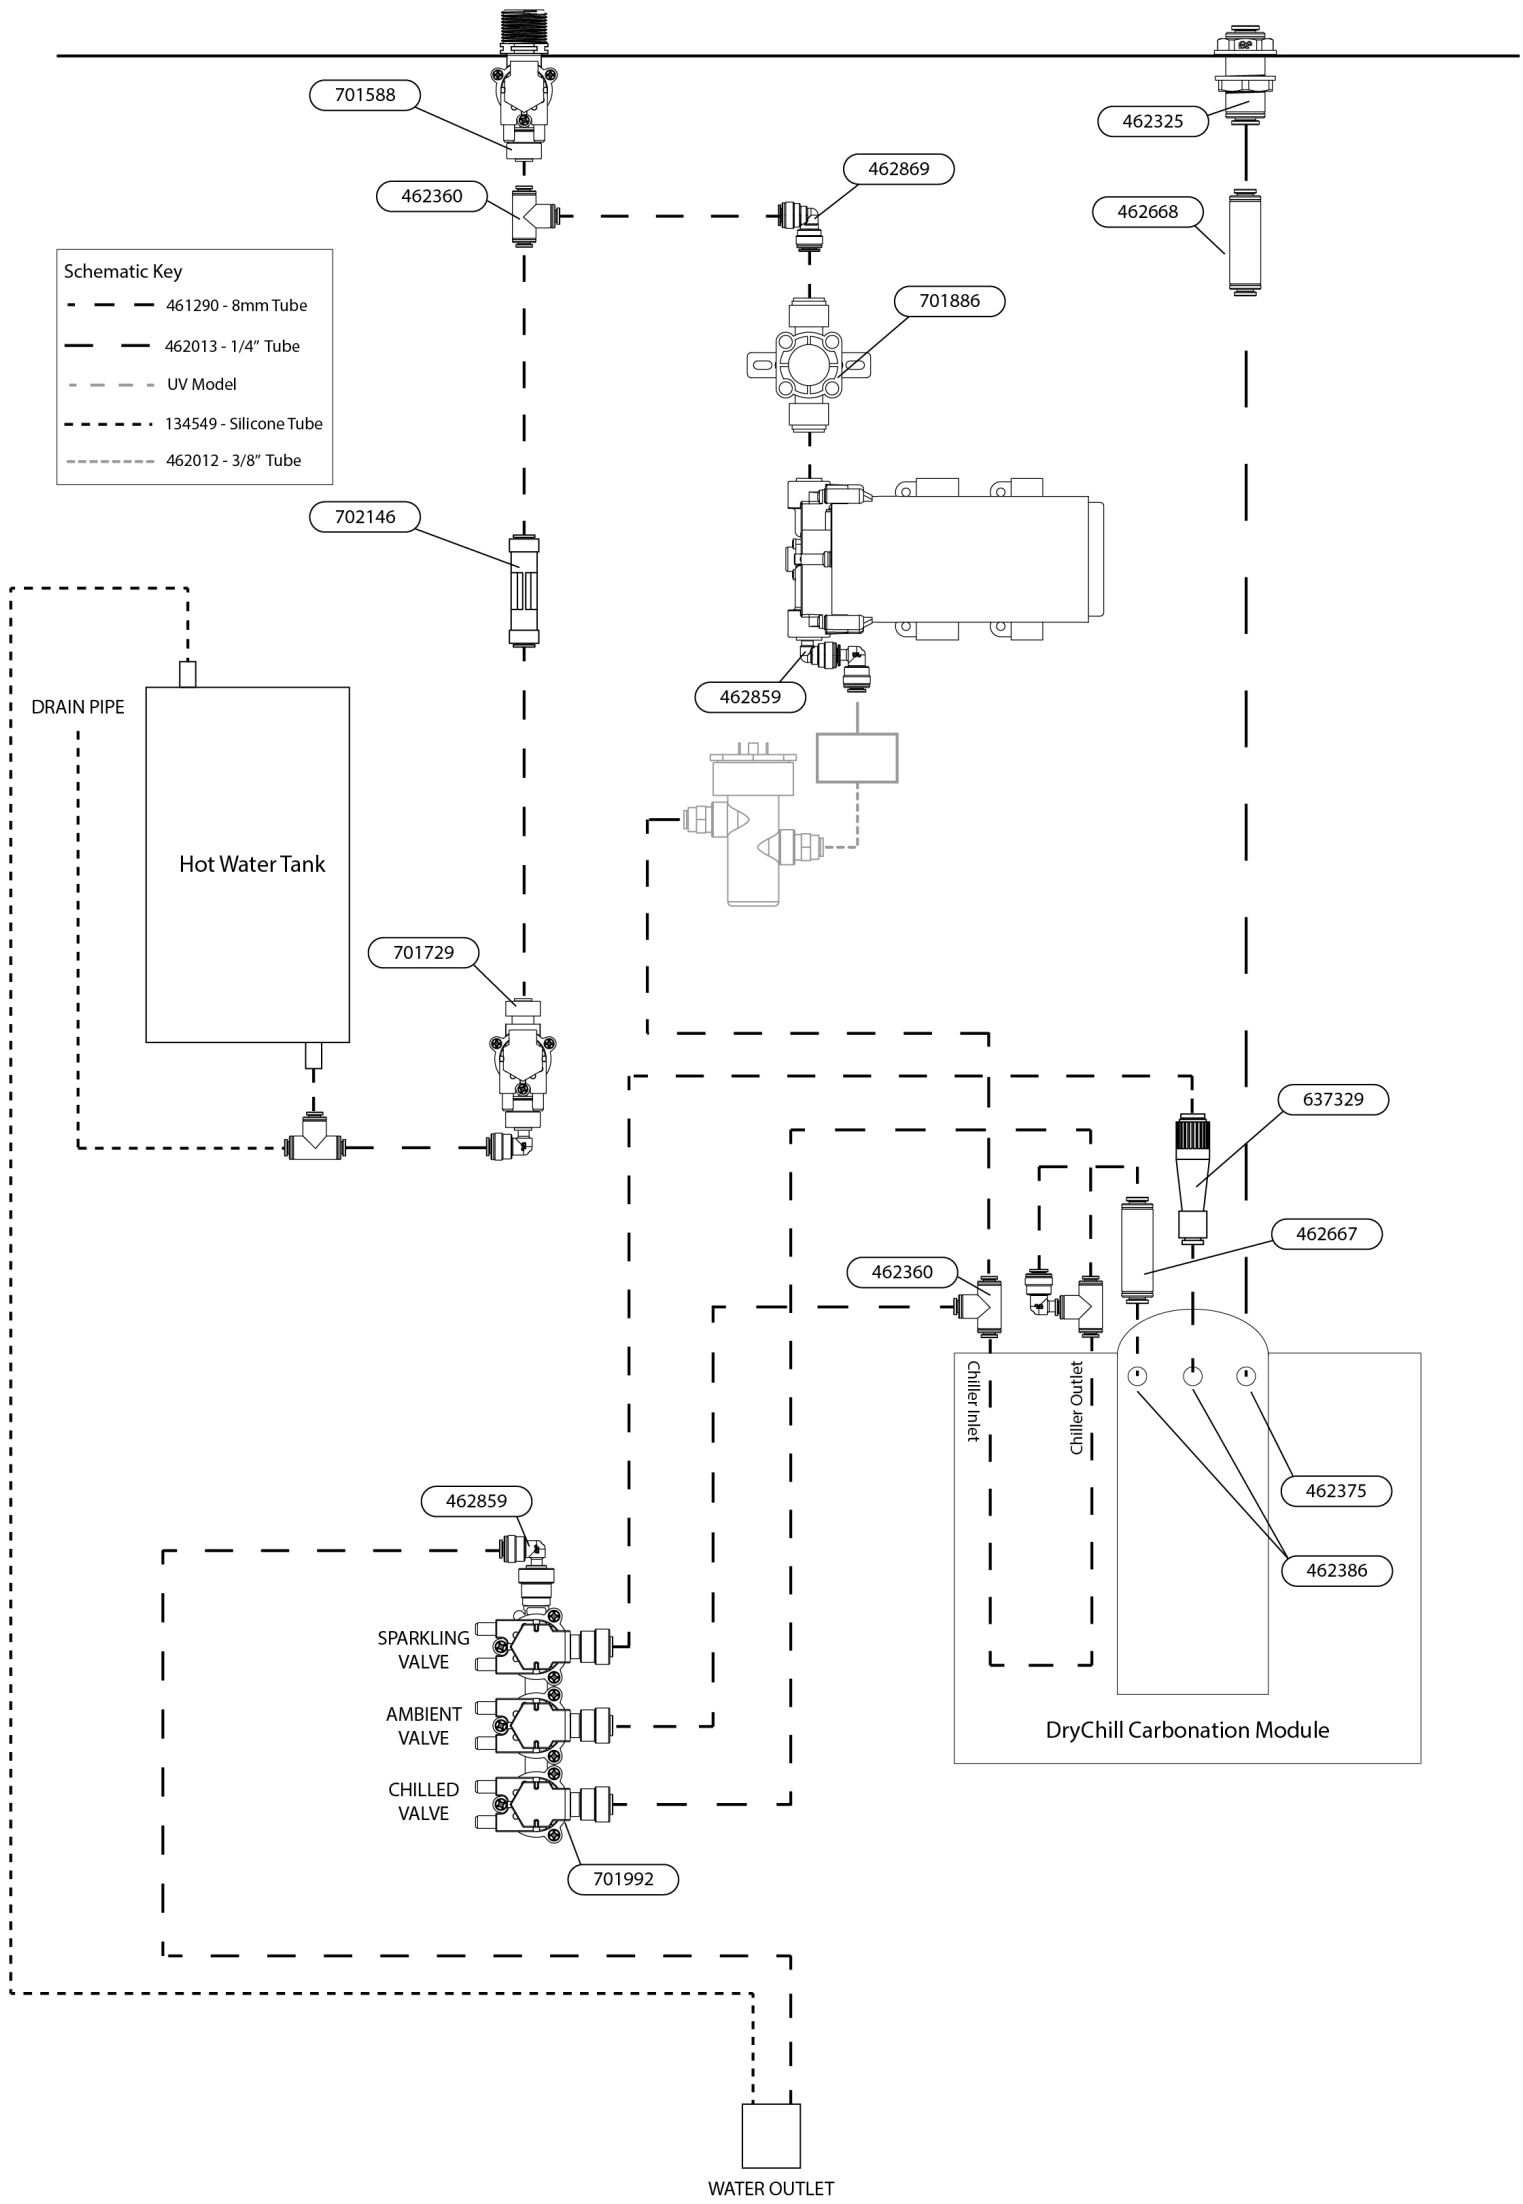 701588
462325
462869
462360
462668
Schematic Key
461290 - 8mm Tube
462013 - 1/4” Tube
UV Model
134549 - Silicone Tube
462012 - 3/8” Tube
701886
702146
462859
DRAIN PIPE
Hot Water Tank
701729
637329
462667
462360
Chiller Inlet
Chiller Outlet
462375
462859
462386
SPARKLING
VALVE
AMBIENT
VALVE
DryChill Carbonation Module
CHILLED
VALVE
701992
WATER OUTLET